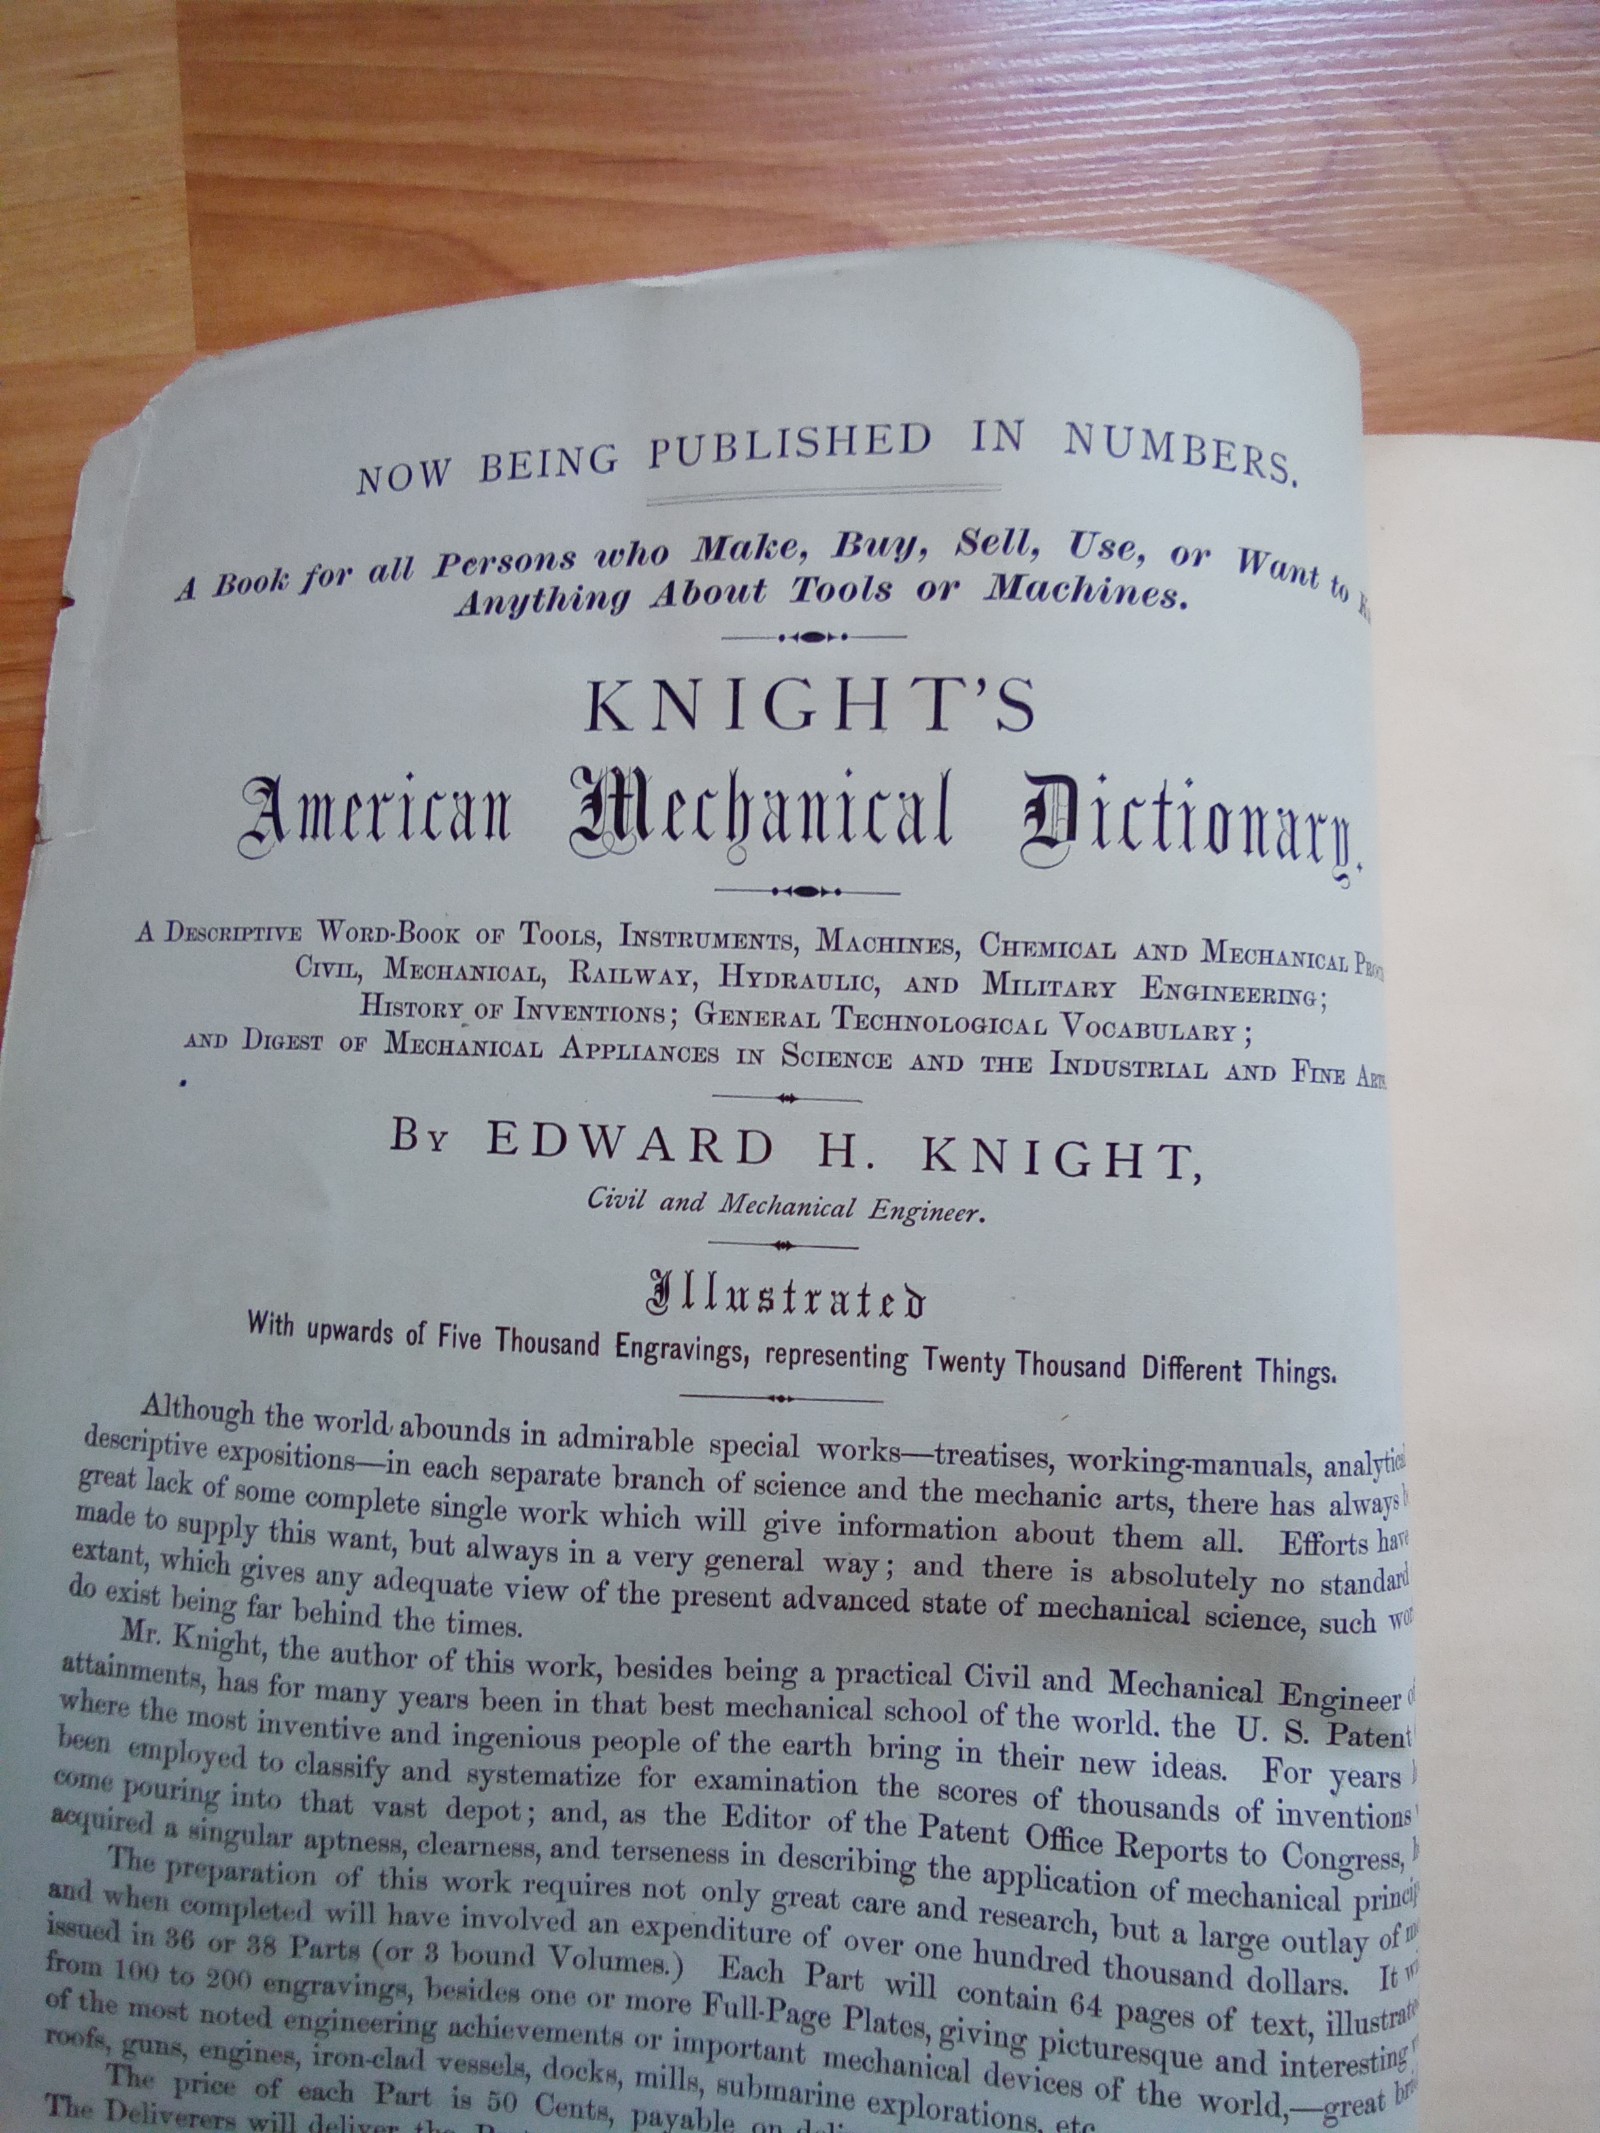 NOW BEING PUBLISHED IN NUMBERS.
A Book for all Persons who Make, Buy, Sell, Use, or Want to
Anything About Tools or Machines.
KNIGHT'S
American Mechanical Dictionary.
A DESCRIPTIVE WORD-BOOK OF TOOLS, INSTRUMENTS, MACHINES, CHEMICAL AND MECHANICAL
CIVIL, MECHANICAL, RAILWAY, HYDRAULIC, AND MILITARY ENGINEERING;
HISTORY OF INVENTIONS; GENERAL TECHNOLOGICAL VOCABULARY;
AND DIGEST OF MECHANICAL APPLIANCES IN SCIENCE AND THE INDUSTRIAL AND FINE ARTS
BY EDWARD H. KNIGHT,
Civil and Mechanical Engineer.
Illustrated
With upwards of Five Thousand Engravings, representing Twenty Thousand Different Things.
Although the world abounds in admirable special works—treatises, working-manuals,
descriptive expositions—in each separate branch of science and the mechanic arts, there has always
great lack of some complete single work which will give information about them all. Efforts have
made to supply this want, but always in a very general way; and there is absolutely no standard
extant, which gives any adequate view of the present advanced state of mechanical science, such
do exist being far behind the times.
Mr. Knight, the author of this work, besides being a practical Civil and Mechanical Engineer
attainments, has for many years been in that best mechanical school of the world. the U. S. Patent
where the most inventive and ingenious people of the earth bring in their new ideas. For years
been employed to classify and systematize for examination the scores of thousands of inventions
come pouring into that vast depot; and, as the Editor of the Patent Office Reports to Congress,
acquired a singular aptness, clearness, and terseness in describing the application of mechanical
The preparation of this work requires not only great care and research, but a large outlay of
and when completed will have involved an expenditure of over one hundred thousand dollars. It
issued in 36 or 38 Parts (or 3 bound Volumes.) Each Part will contain 64 pages of text,
from 100 to 200 engravings, besides one or more Full-Page Plates, giving picturesque and interesting
of the most noted engineering achievements or important mechanical devices of the world,—great
roofs, guns, engines, iron-clad vessels, docks, mills, submarine explorations, etc
The price of each Part is 50 Cents, payable on
The Deliverers will deliver the